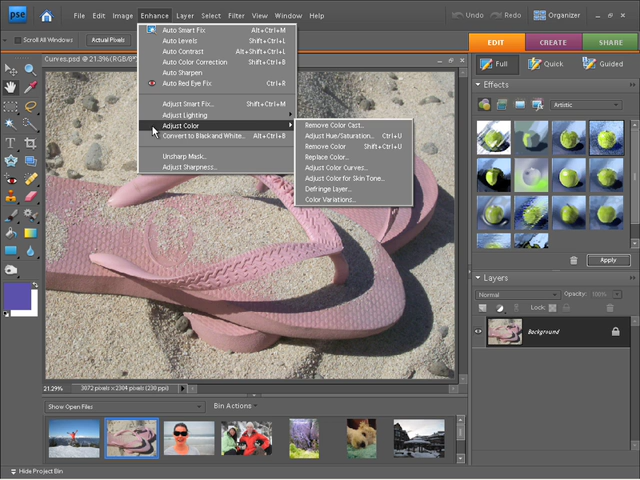 pse File Edit Image Enhance Layer Select Filter View Window Help Undo Redo Organizer
Scroll All Windows Actual Pixels
EDIT CREATE SHARE
Full Quick Guided
Curves.psd @ 21.3% (RGB/8*)
Auto Smart Fix Alt+Ctrl+M
Auto Levels Shift+Ctrl+L
Auto Contrast Alt+Shift+Ctrl+L
Auto Color Correction Shift+Ctrl+B
Auto Sharpen
Auto Red Eye Fix Ctrl+R
Adjust Smart Fix... Shift+Ctrl+M
Adjust Lighting
Adjust Color
Convert to Black and White... Alt+Ctrl+B
Unsharp Mask...
Adjust Sharpness...
Remove Color Cast...
Adjust Hue/Saturation... Ctrl+U
Remove Color Shift+Ctrl+U
Replace Color...
Adjust Color Curves...
Adjust Color for Skin Tone...
Defringe Layer...
Color Variations...
Effects
Artistic
Apply
Layers
Normal Opacity: 100%
Lock:
Background
21.29% 3072 pixels x 2304 pixels (230 ppi)
Show Open Files Bin Actions
Hide Project Bin